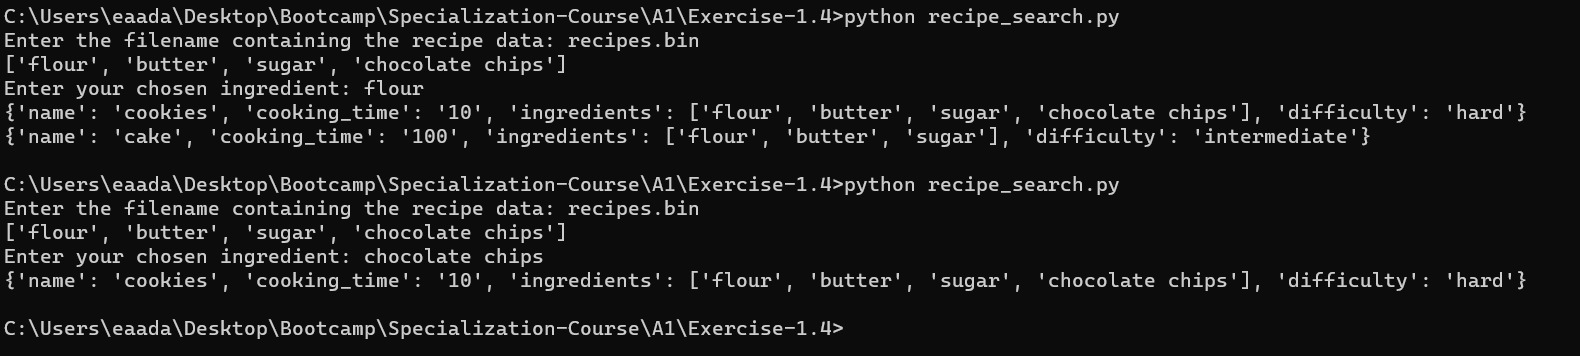 C:\Users\eaada\Desktop\Bootcamp\Specialization-Course\A1\Exercise-1.4>python recipe_search.py
Enter the filename containing the recipe data: recipes.bin
['flour', 'butter', 'sugar', 'chocolate chips']
Enter your chosen ingredient: flour
{'name': 'cookies', 'cooking_time': '10', 'ingredients': ['flour', 'butter', 'sugar', 'chocolate chips'], 'difficulty': 'hard'}
{'name': 'cake', 'cooking_time': '100', 'ingredients': ['flour', 'butter', 'sugar'], 'difficulty': 'intermediate'}
C:\Users\eaada\Desktop\Bootcamp\Specialization-Course\A1\Exercise-1.4>python recipe_search.py
Enter the filename containing the recipe data: recipes.bin
['flour', 'butter', 'sugar', 'chocolate chips']
Enter your chosen ingredient: chocolate chips
{'name': 'cookies', 'cooking_time': '10', 'ingredients': ['flour', 'butter', 'sugar', 'chocolate chips'], 'difficulty': 'hard'}
C:\Users\eaada\Desktop\Bootcamp\Specialization-Course\A1\Exercise-1.4>